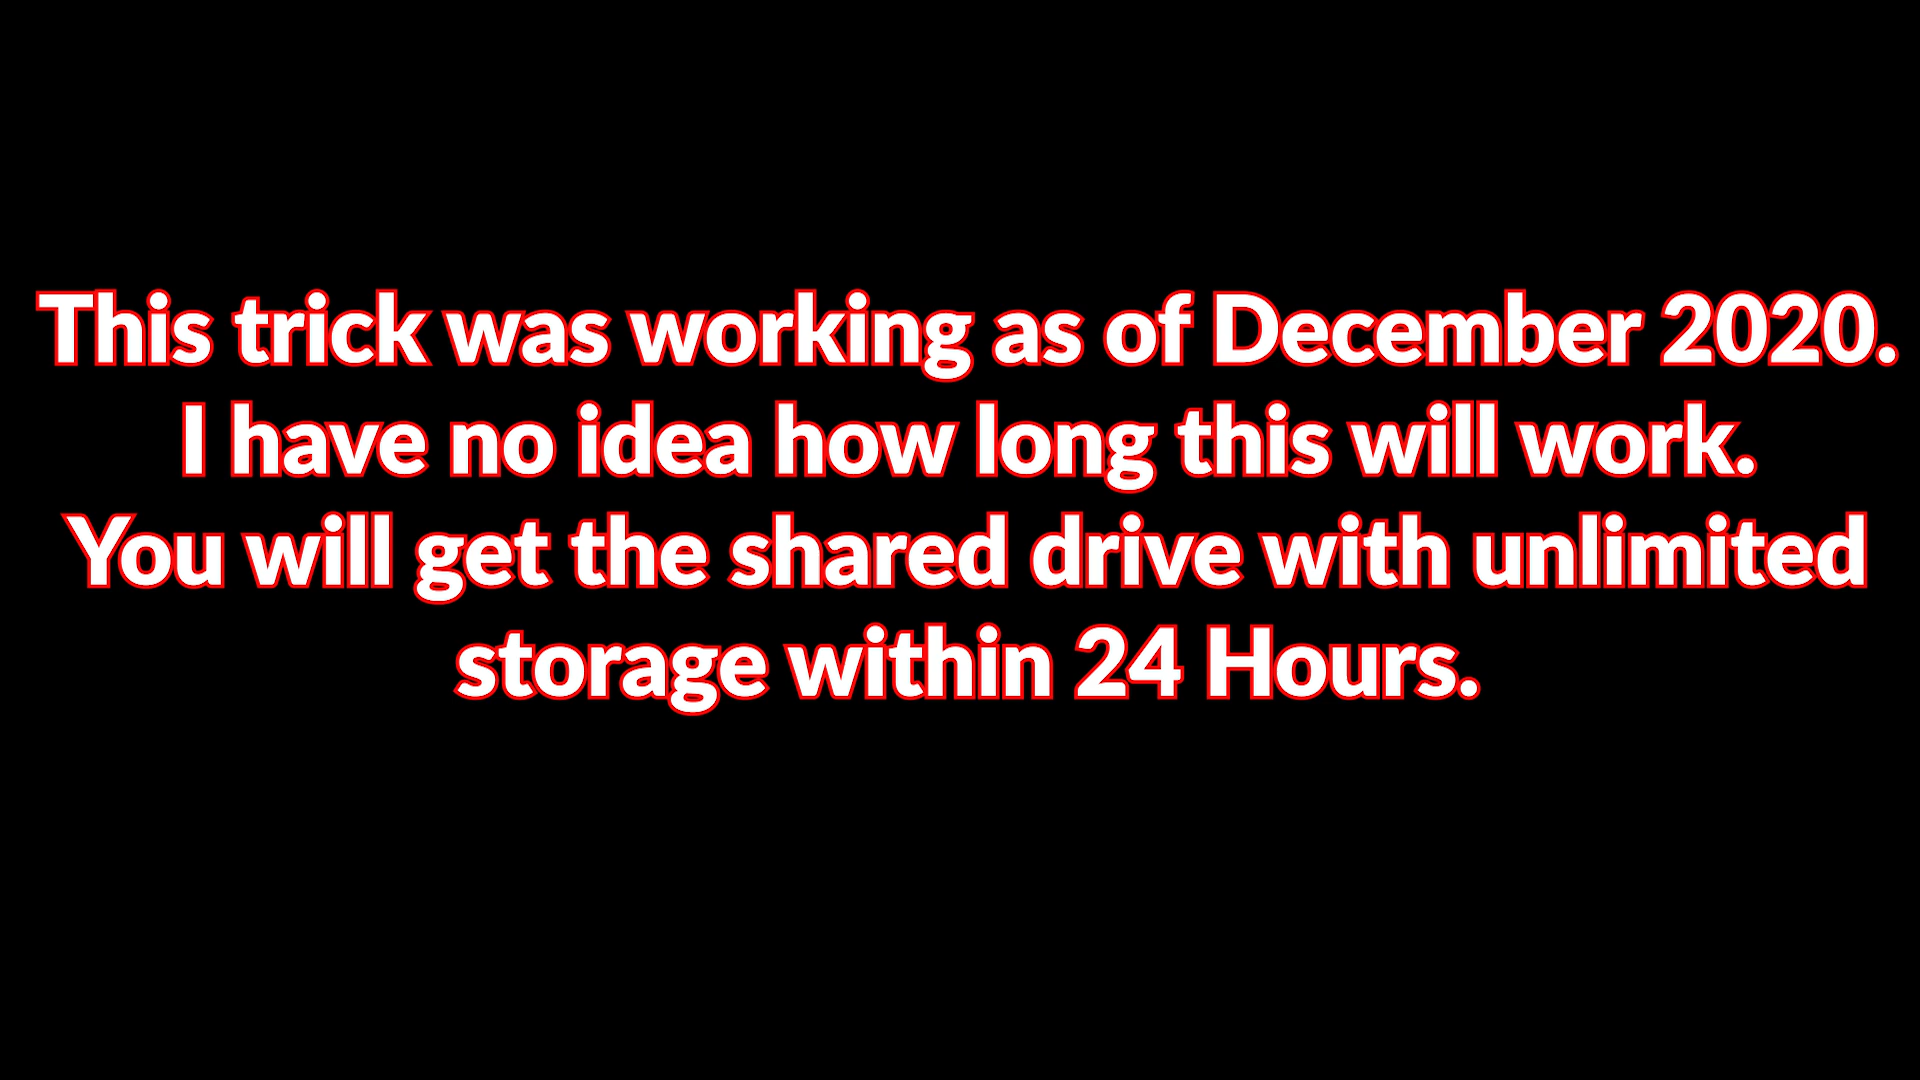 This trick was working as of December 2020.
I have no idea how long this will work.
You will get the shared drive with unlimited
storage within 24 Hours.